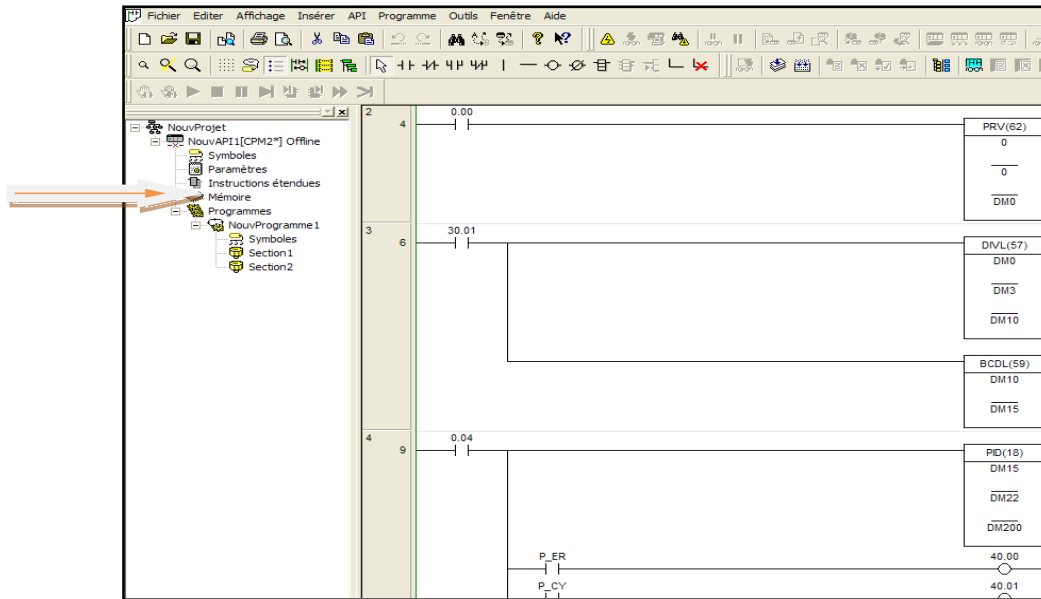 Fichier Editer Affichage Insérer API Programme Outils Fenêtre Aide
NouvProjet
NouvAPI1[CPM2*] Offline
Symboles
Paramètres
Instructions étendues
Mémoire
Programmes
NouvProgramme1
Symboles
Section1
Section2
2
4
0.00
PRV(62)
0
0
DM0
3
6
30.01
DIVL(57)
DM0
DM3
DM10
BCDL(59)
DM10
DM15
4
9
0.04
PID(18)
DM15
DM22
DM200
P_ER
40.00
P_CY
40.01